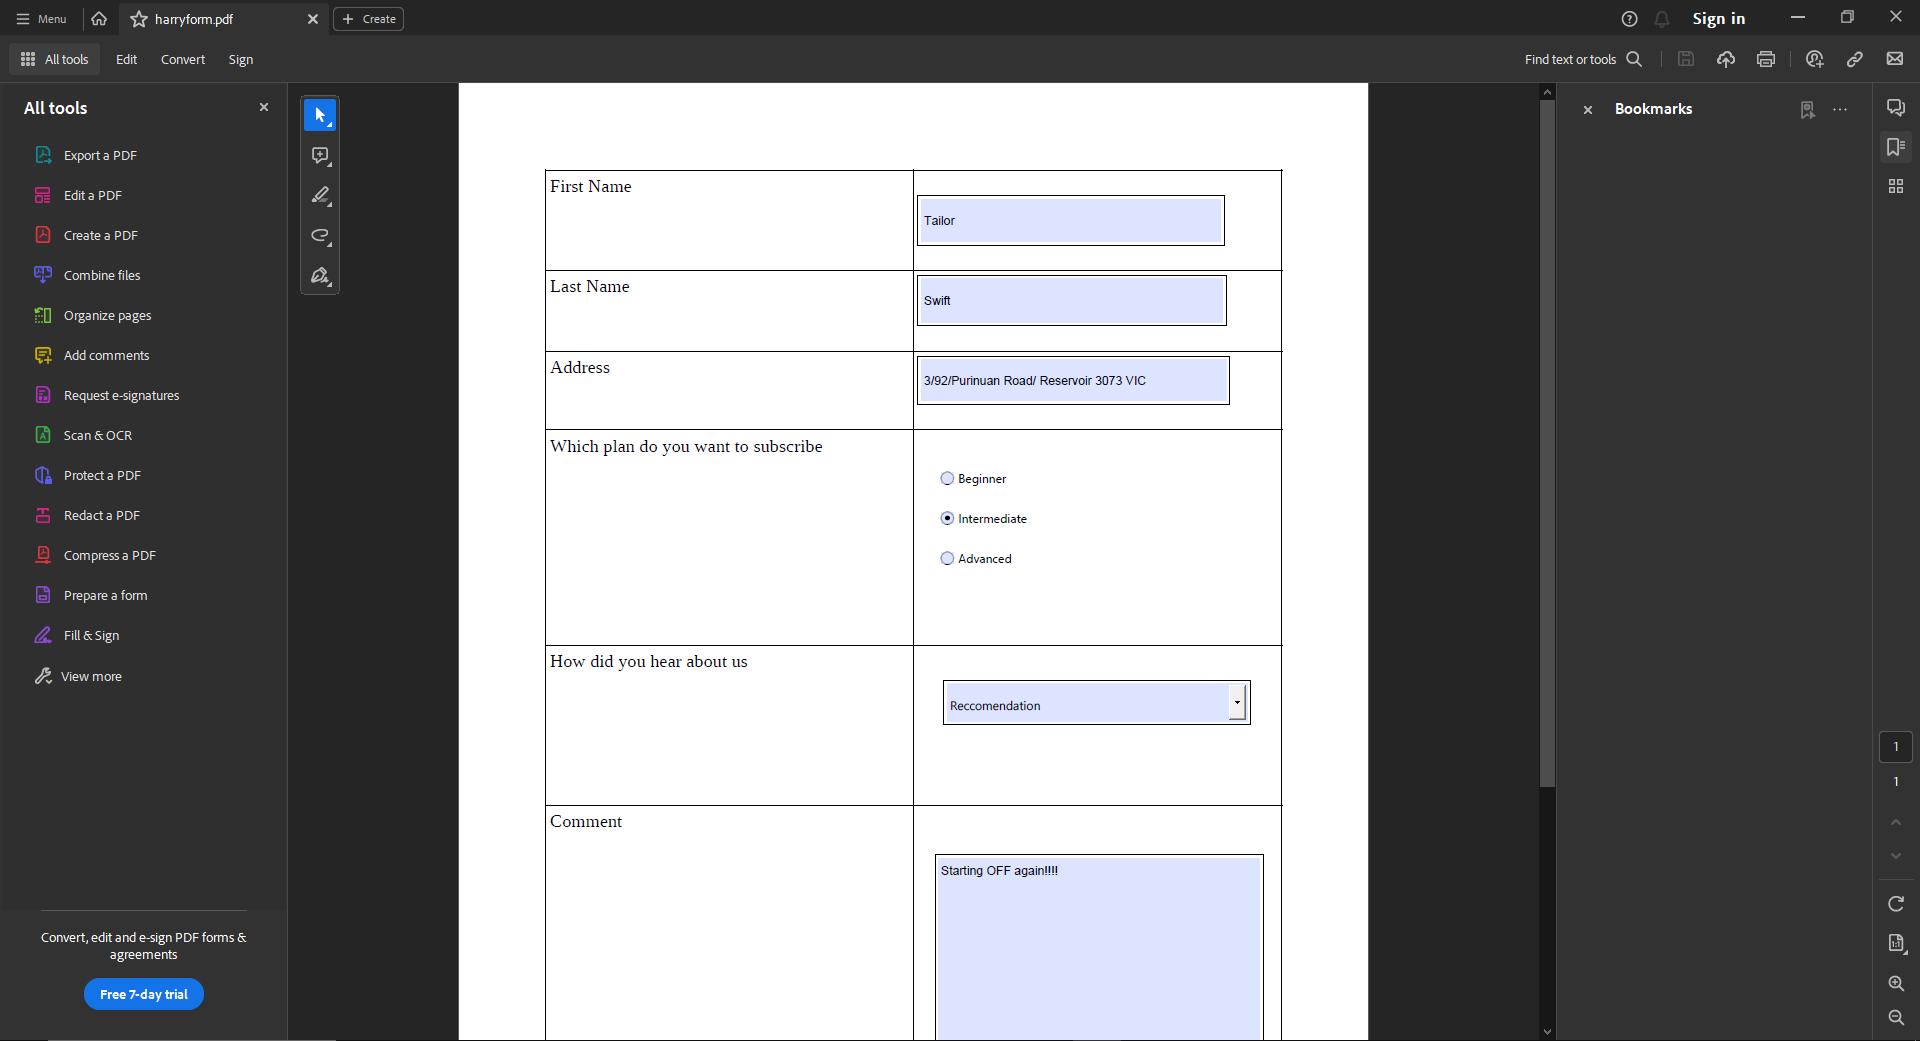 Menu
harryform.pdf
Create
Sign in
All tools
Edit
Convert
Sign
Find text or tools
All tools
Export a PDF
Edit a PDF
Create a PDF
Combine files
Organize pages
Add comments
Request e-signatures
Scan & OCR
Protect a PDF
Redact a PDF
Compress a PDF
Prepare a form
Fill & Sign
View more
Convert, edit and e-sign PDF forms &
agreements
Free 7-day trial
First Name
Tailor
Last Name
Swift
Address
3/92/Purinuan Road/ Reservoir 3073 VIC
Which plan do you want to subscribe
Beginner
Intermediate
Advanced
How did you hear about us
Reccomendation
Comment
Starting OFF again!!!!
Bookmarks
1
1
1:1